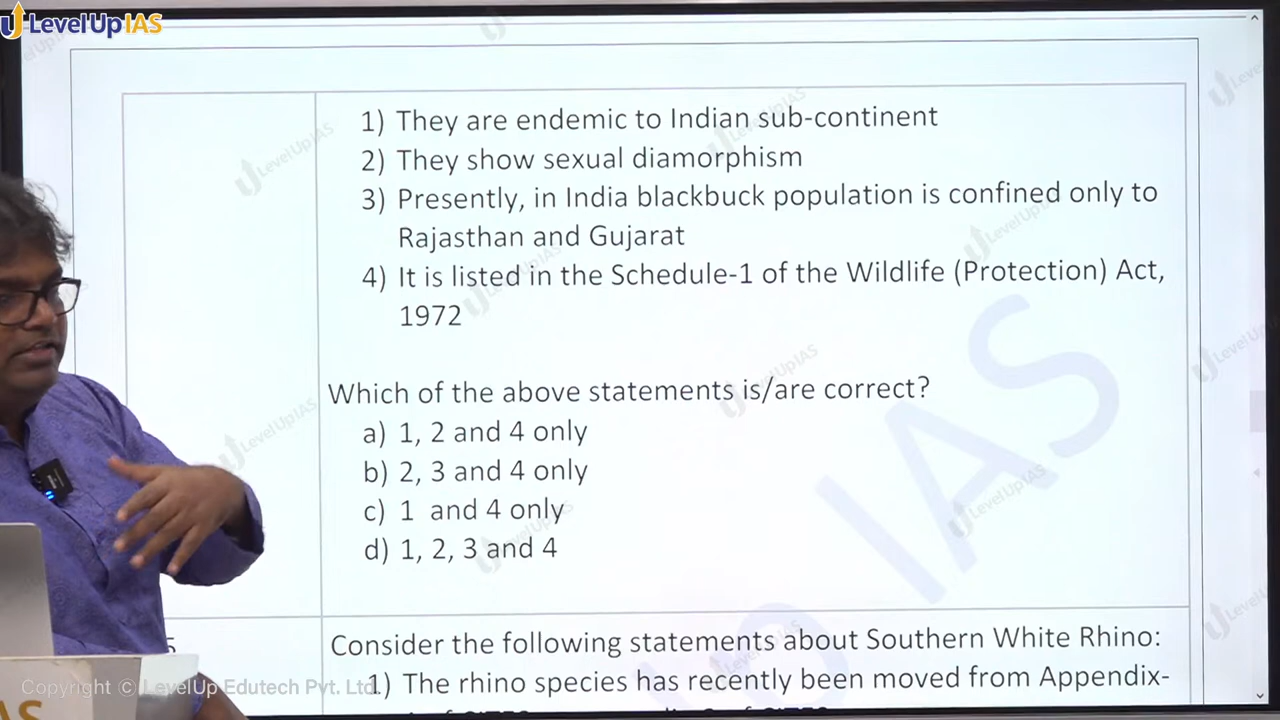 LevelUp IAS
1) They are endemic to Indian sub-continent
2) They show sexual diamorphism
3) Presently, in India blackbuck population is confined only to
Rajasthan and Gujarat
4) It is listed in the Schedule-1 of the Wildlife (Protection) Act,
1972
Which of the above statements is/are correct?
a) 1, 2 and 4 only
b) 2, 3 and 4 only
c) 1 and 4 only
d) 1, 2, 3 and 4
5
Consider the following statements about Southern White Rhino:
1) The rhino species has recently been moved from Appendix-
Copyright © LevelUp Edutech Pvt. Ltd.